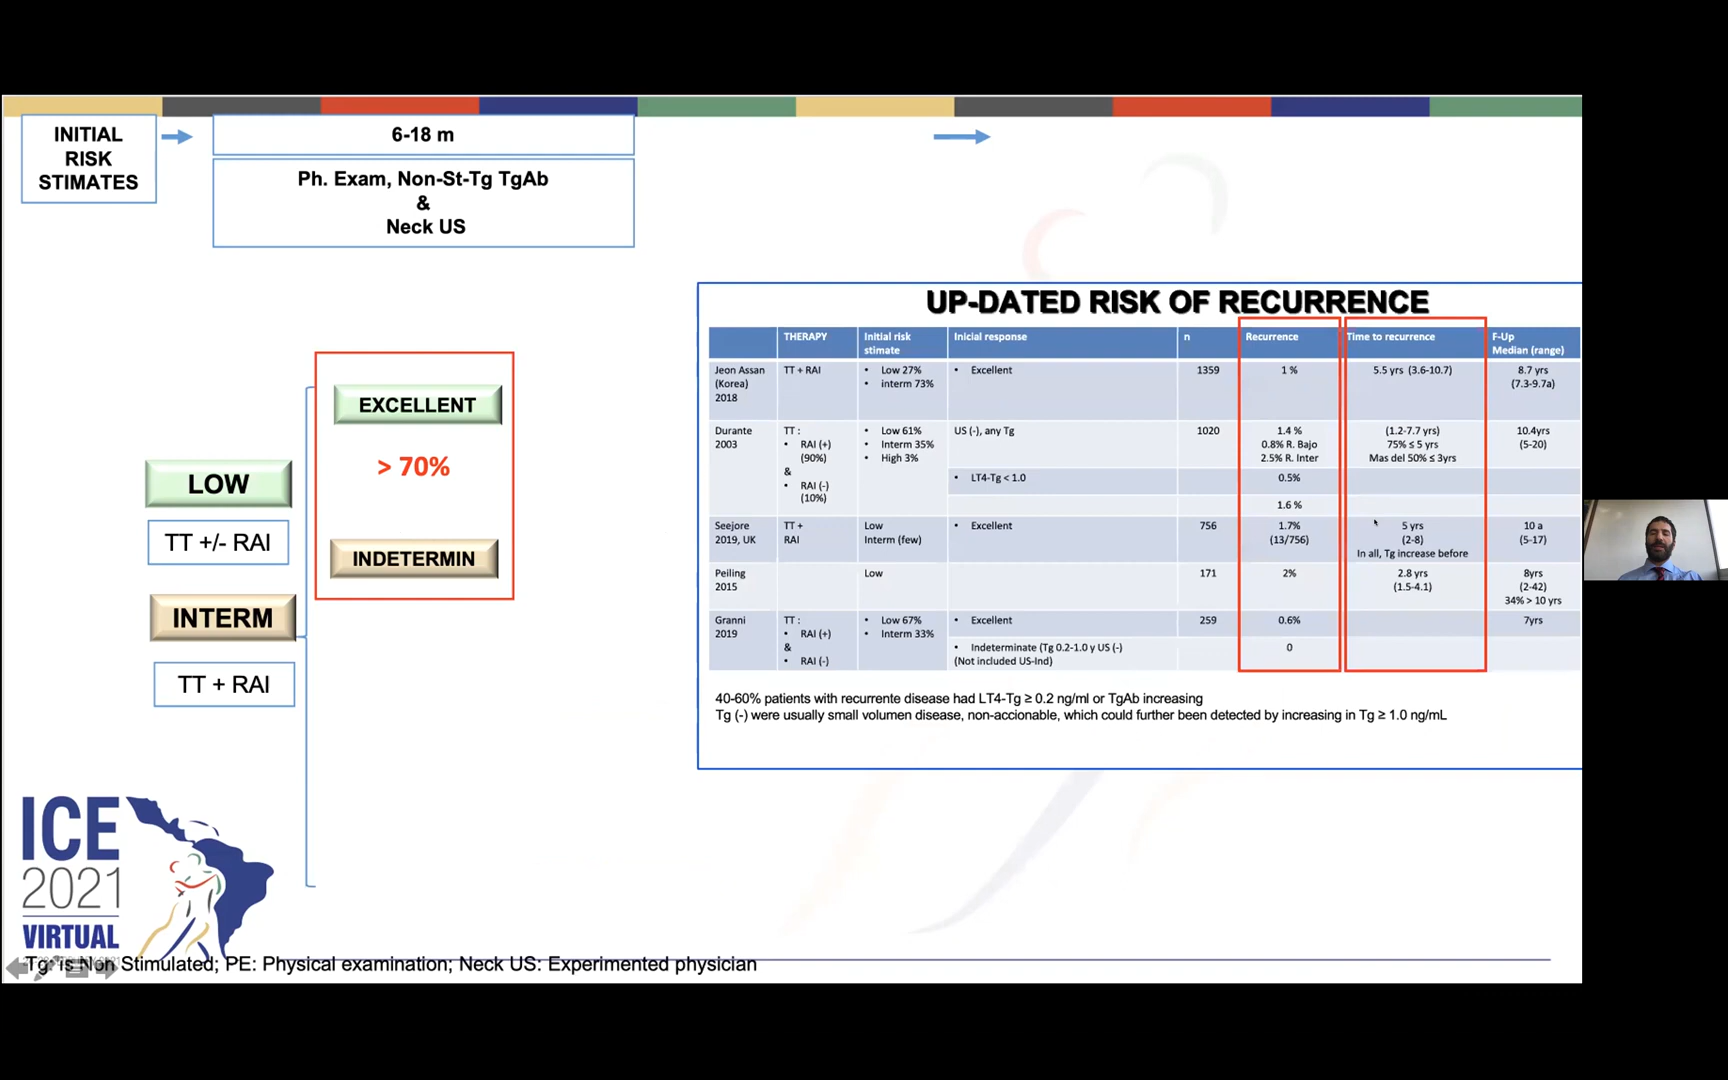 INITIAL
RISK
STIMATES
6-18 m
Ph. Exam, Non-St-Tg TgAb
&
Neck US
EXCELLENT
> 70%
INDETERMIN
LOW
TT +/- RAI
INTERM
TT + RAI
UP-DATED RISK OF RECURRENCE
THERAPY
Initial risk
stimate
Inicial response
n
Recurrence
Time to recurrence
F-Up
Median (range)
Jeon Assan
(Korea)
2018
TT + RAI
• Low 27%
• interm 73%
• Excellent
1359
1 %
5.5 yrs (3.6-10.7)
8.7 yrs
(7.3-9.7a)
Durante
2003
TT :
• RAI (+)
(90%)
&
• RAI (-)
(10%)
• Low 61%
• Interm 35%
• High 3%
US (-), any Tg
1020
1.4 %
0.8% R. Bajo
2.5% R. Inter
(1.2-7.7 yrs)
75% ≤ 5 yrs
Mas del 50% ≤ 3yrs
10.4yrs
(5-20)
• LT4-Tg < 1.0
0.5%
1.6 %
Seejore
2019, UK
TT +
RAI
Low
Interm (few)
• Excellent
756
1.7%
(13/756)
5 yrs
(2-8)
In all, Tg increase before
10 a
(5-17)
Peiling
2015
Low
171
2%
2.8 yrs
(1.5-4.1)
8yrs
(2-42)
34% > 10 yrs
Granni
2019
TT :
• RAI (+)
&
• RAI (-)
• Low 67%
• Interm 33%
• Excellent
259
0.6%
7yrs
• Indeterminate (Tg 0.2-1.0 y US (-)
(Not included US-Ind)
0
40-60% patients with recurrente disease had LT4-Tg ≥ 0.2 ng/ml or TgAb increasing
Tg (-) were usually small volumen disease, non-accionable, which could further been detected by increasing in Tg ≥ 1.0 ng/mL
ICE
2021
VIRTUAL
Tg: is Non Stimulated; PE: Physical examination; Neck US: Experimented physician